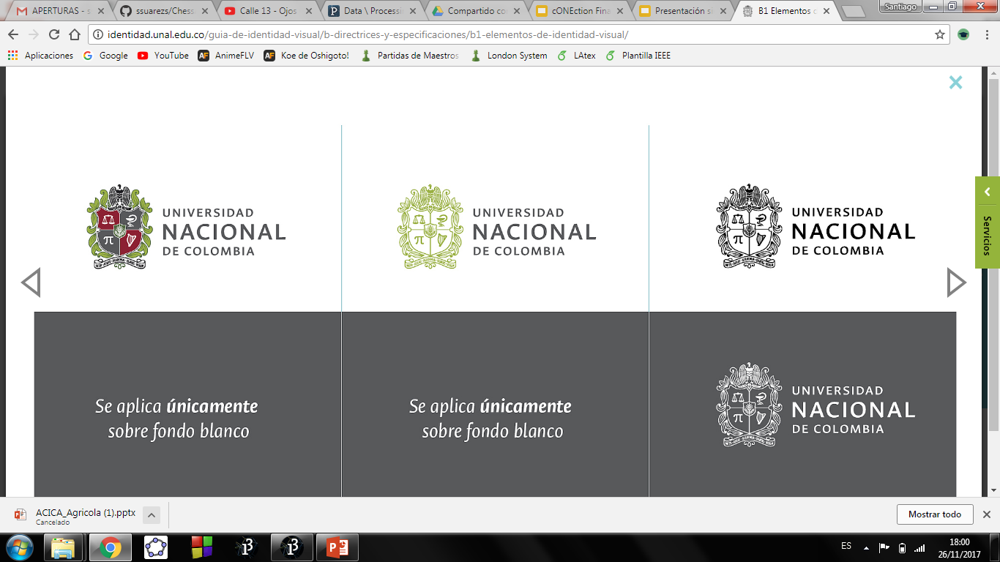 APERTURAS - s
ssuarezs/Chess
Calle 13 - Ojos
Data \ Processi
Compartido co
cONEction Fina
Presentación s
B1 Elementos d
Santiago
identidad.unal.edu.co/guia-de-identidad-visual/b-directrices-y-especificaciones/b1-elementos-de-identidad-visual/
Aplicaciones
Google
YouTube
AnimeFLV
Koe de Oshigoto!
Partidas de Maestros
London System
LAtex
Plantilla IEEE
UNIVERSIDAD
NACIONAL
DE COLOMBIA
UNIVERSIDAD
NACIONAL
DE COLOMBIA
UNIVERSIDAD
NACIONAL
DE COLOMBIA
Servicios
Se aplica únicamente
sobre fondo blanco
Se aplica únicamente
sobre fondo blanco
UNIVERSIDAD
NACIONAL
DE COLOMBIA
ACICA_Agricola (1).pptx
Cancelado
Mostrar todo
ES
18:00
26/11/2017